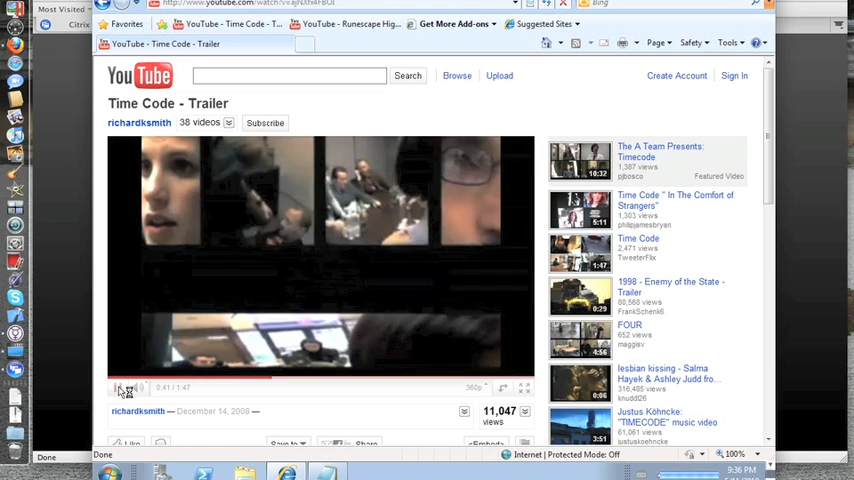 Most Visited
Citrix
Favorites
YouTube - Time Code - T...
YouTube - Runescape Hig...
Get More Add-ons
Suggested Sites
Bing
YouTube - Time Code - Trailer
Page
Safety
Tools
YouTube
Search
Browse
Upload
Create Account
Sign In
Time Code - Trailer
richardksmith
38 videos
Subscribe
The A Team Presents:
Timecode
1,387 views
pjbosco
Featured Video
10:32
Time Code " In The Comfort of
Strangers"
1,303 views
philipjamesbryan
5:11
Time Code
2,471 views
TweeterFlix
1:47
1998 - Enemy of the State -
Trailer
80,568 views
FrankSchenk6
0:29
FOUR
652 views
maggisv
4:56
lesbian kissing - Salma
Hayek & Ashley Judd fro...
316,485 views
knuddl26
0:06
Justus Köhncke:
"TIMECODE" music video
61,061 views
justuskoehncke
3:51
0:41 / 1:47
360p
richardksmith — December 14, 2008 —
11,047
views
Like
Save to
Share
<Embed>
Done
Internet | Protected Mode: Off
100%
Done
9:36 PM